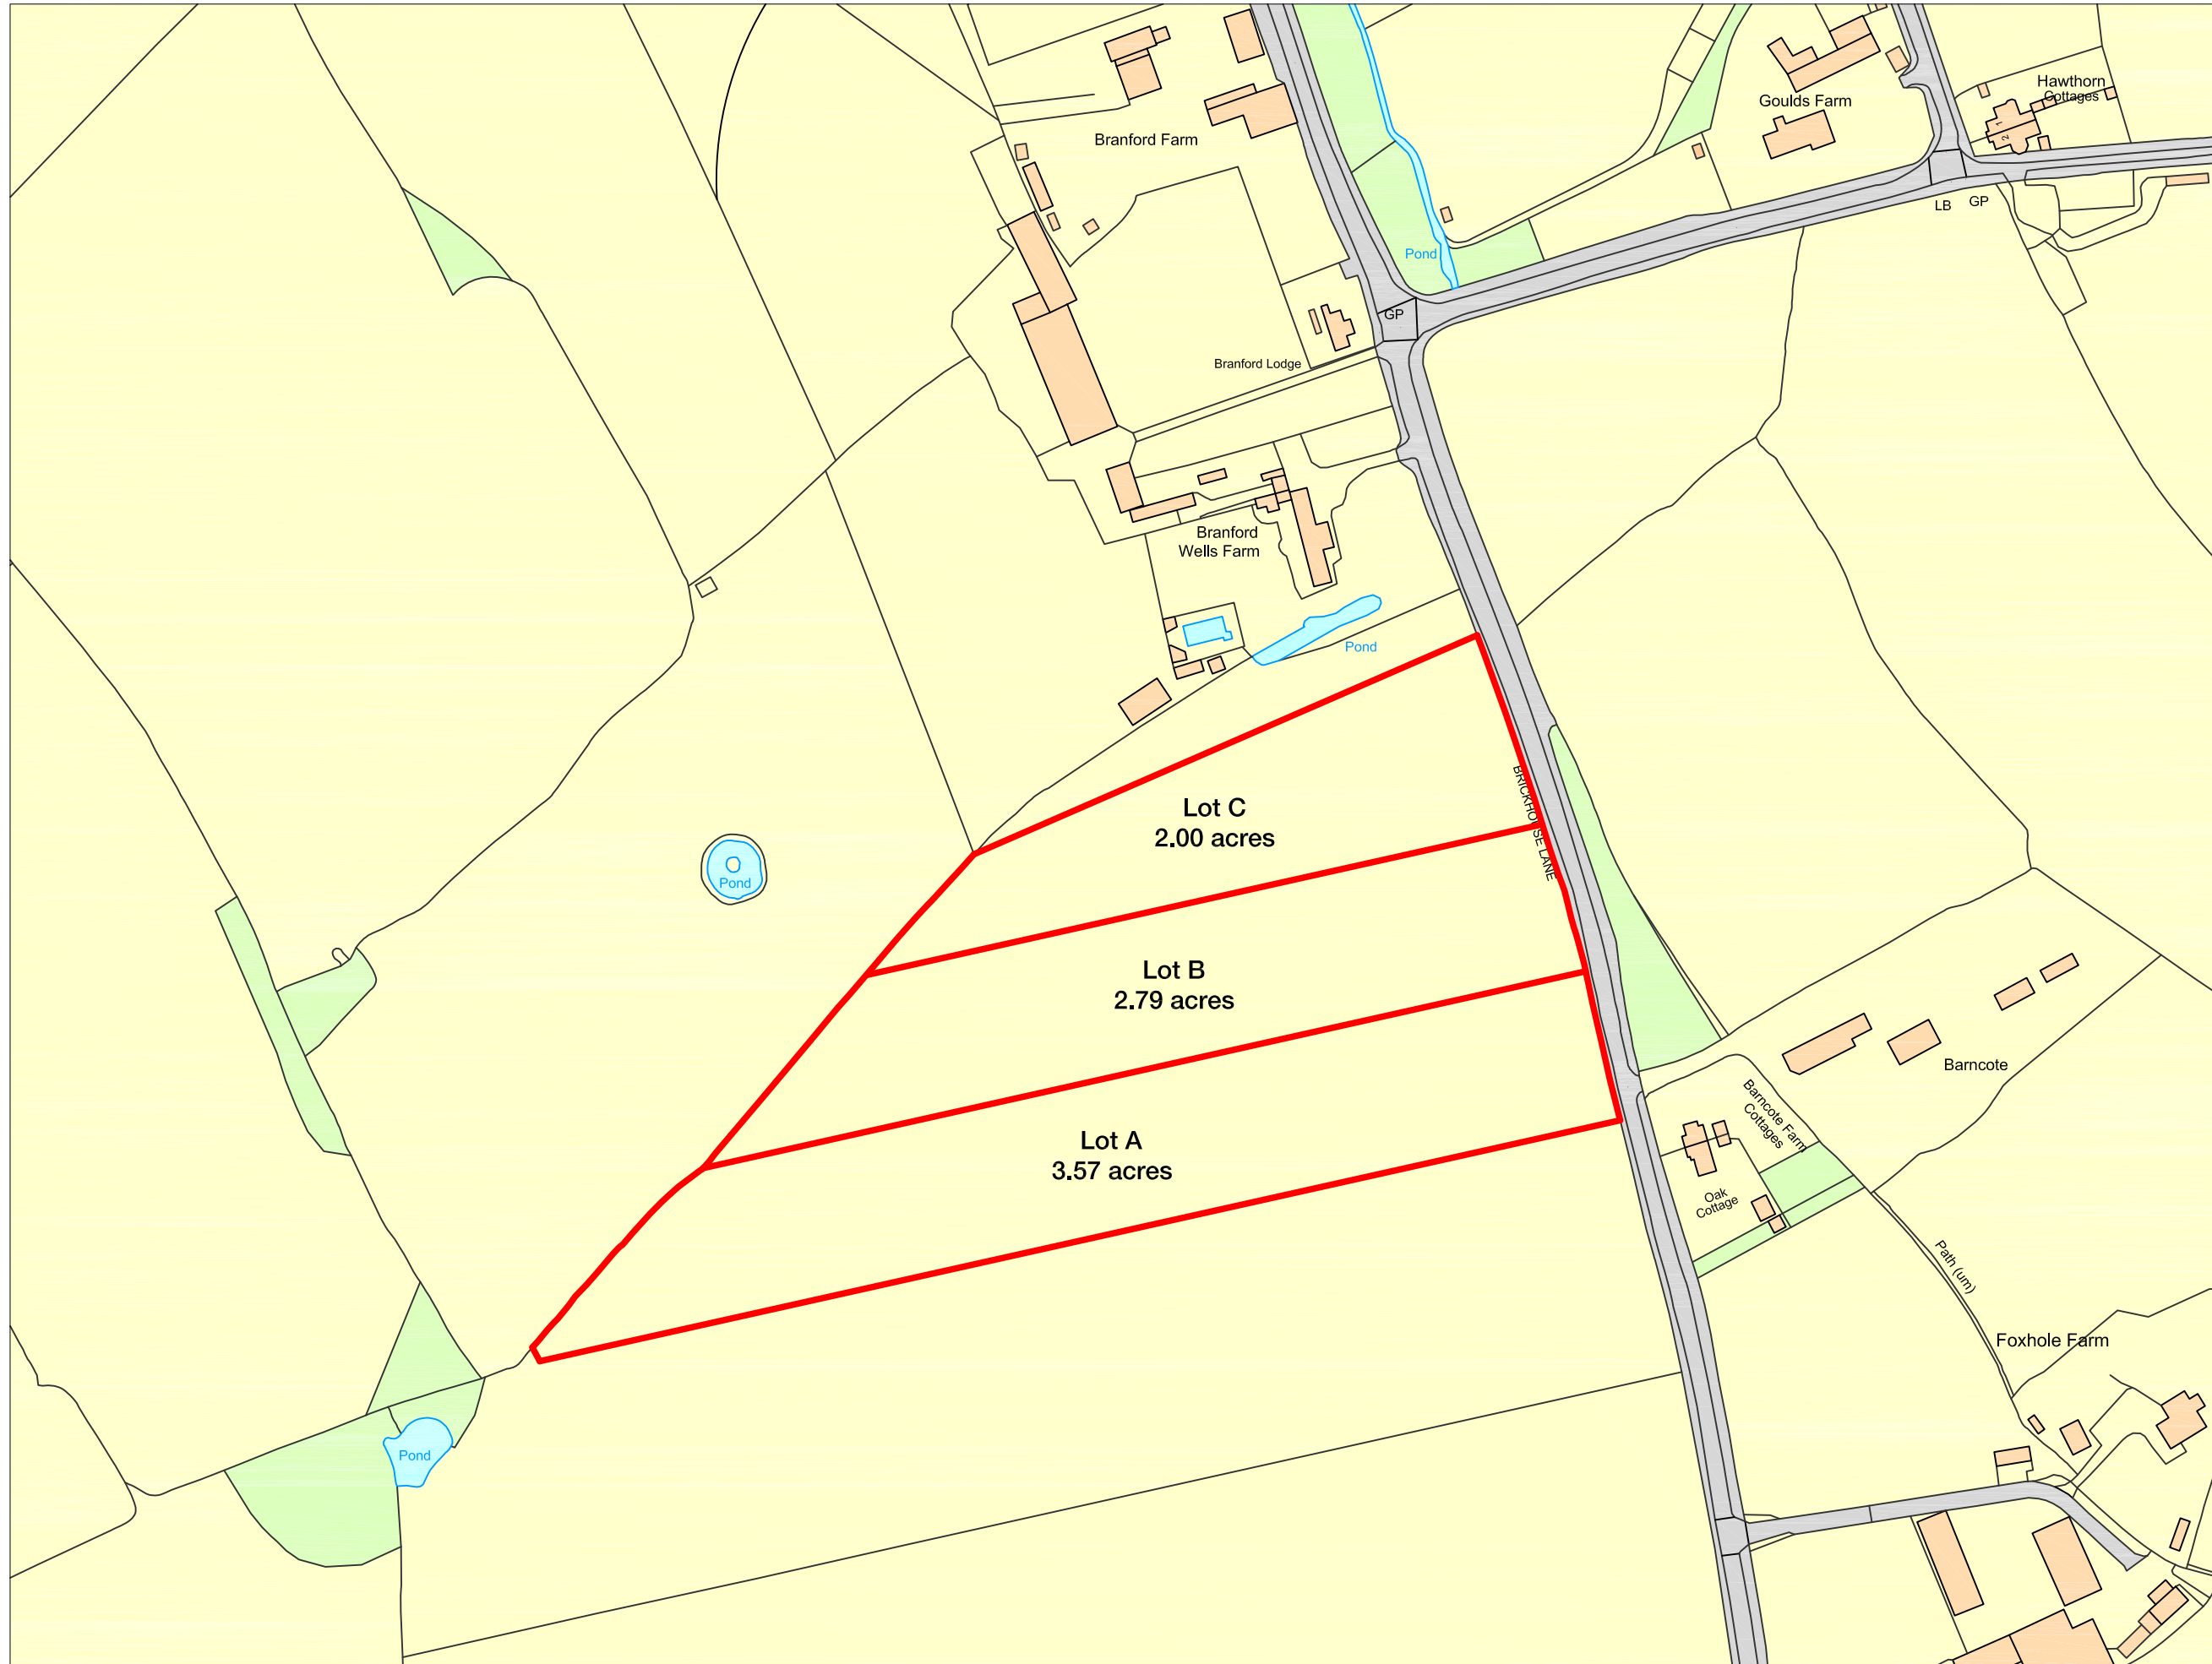 Hawthorn
Cottages
1
2
Goulds Farm
Branford Farm
LB
GP
Pond
GP
Branford Lodge
Branford
Wells Farm
Pond
BRICKHOUSE LANE
Lot C
2.00 acres
Pond
Lot B
2.79 acres
Barncote
Barncote Farm
Cottages
Lot A
3.57 acres
Oak
Cottage
Path (um)
Foxhole Farm
Pond